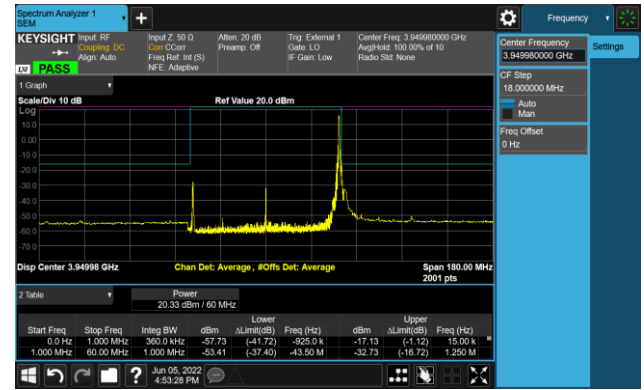 Spectrum Analyzer 1
SEM
+
Frequency
KEYSIGHT
Input: RF
Coupling: DC
Align: Auto
Input Z: 50 Ω
Corr CCorr
Freq Ref: Int (S)
NFE: Adaptive
Atten: 20 dB
Preamp: Off
Trig: External 1
Gate: LO
IF Gain: Low
Center Freq: 3.949980000 GHz
Avg|Hold: 100.00% of 10
Radio Std: None
LXI PASS
1 Graph
Scale/Div 10 dB
Ref Value 20.0 dBm
Log
10.0
0.00
-10.0
-20.0
-30.0
-40.0
-50.0
-60.0
-70.0
Disp Center 3.94998 GHz
Chan Det: Average , #Offs Det: Average
Span 180.00 MHz
2001 pts
2 Table
Power
20.33 dBm / 60 MHz
Lower Upper
Start Freq Stop Freq Integ BW dBm ΔLimit(dB) Freq (Hz) dBm ΔLimit(dB) Freq (Hz)
0.0 Hz 1.000 MHz 360.0 kHz -57.73 (-41.72) -925.0 k -17.13 (-1.12) 15.00 k
1.000 MHz 60.00 MHz 1.000 MHz -53.41 (-37.40) -43.50 M -32.73 (-16.72) 1.250 M
?
Jun 05, 2022
4:53:28 PM
Center Frequency
3.949980000 GHz
Settings
CF Step
18.000000 MHz
Auto
Man
Freq Offset
0 Hz